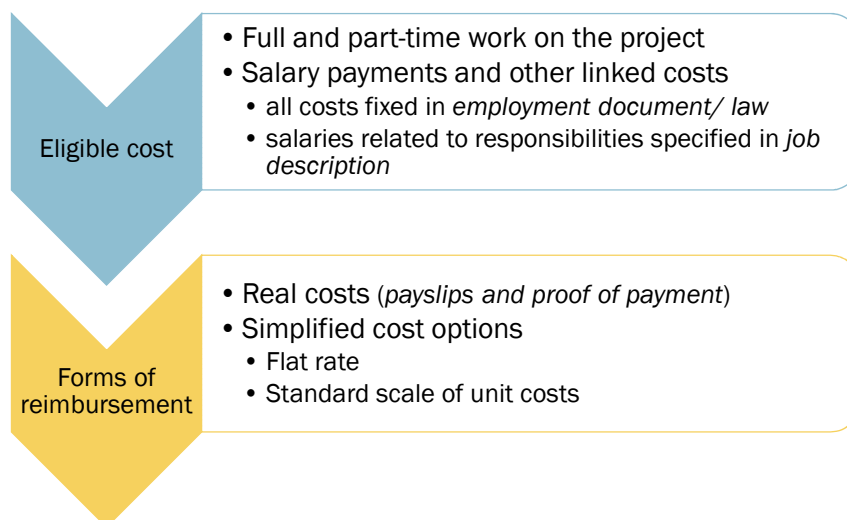 Eligible cost
• Full and part-time work on the project
• Salary payments and other linked costs
• all costs fixed in employment document/ law
• salaries related to responsibilities specified in job
description
Forms of
reimbursement
• Real costs (payslips and proof of payment)
• Simplified cost options
• Flat rate
• Standard scale of unit costs